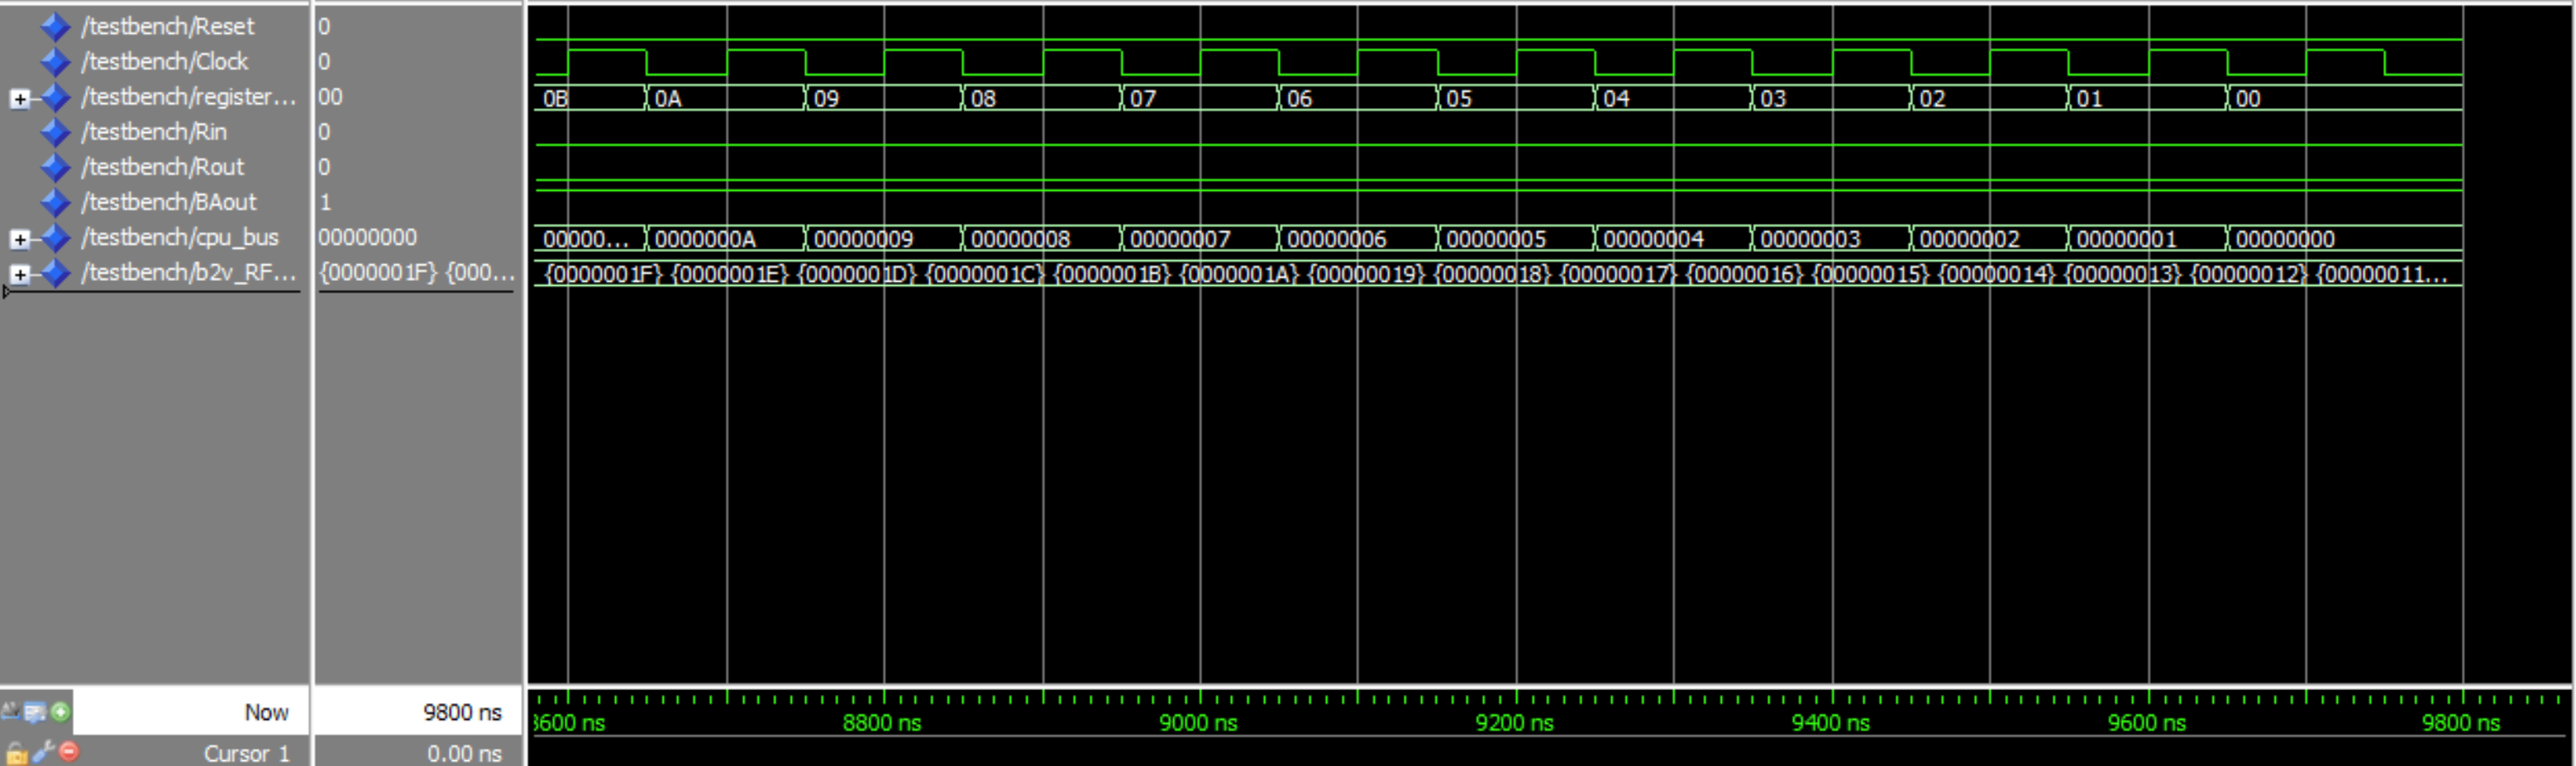 /testbench/Reset 0
/testbench/Clock 0
/testbench/register... 00 0B 0A 09 08 07 06 05 04 03 02 01 00
/testbench/Rin 0
/testbench/Rout 0
/testbench/BAout 1
/testbench/cpu_bus 00000000 00000... 0000000A 00000009 00000008 00000007 00000006 00000005 00000004 00000003 00000002 00000001 00000000
/testbench/b2v_RF... {0000001F} {000... {0000001F} {0000001E} {0000001D} {0000001C} {0000001B} {0000001A} {00000019} {00000018} {00000017} {00000016} {00000015} {00000014} {00000013} {00000012} {00000011...
Now 9800 ns 3600 ns 8800 ns 9000 ns 9200 ns 9400 ns 9600 ns 9800 ns
Cursor 1 0.00 ns